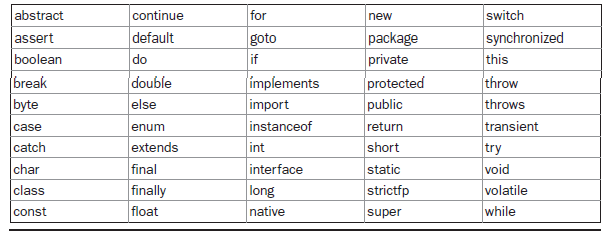 abstract continue for new switch
assert default goto package synchronized
boolean do if private this
break double implements protected throw
byte else import public throws
case enum instanceof return transient
catch extends int short try
char final interface static void
class finally long strictfp volatile
const float native super while